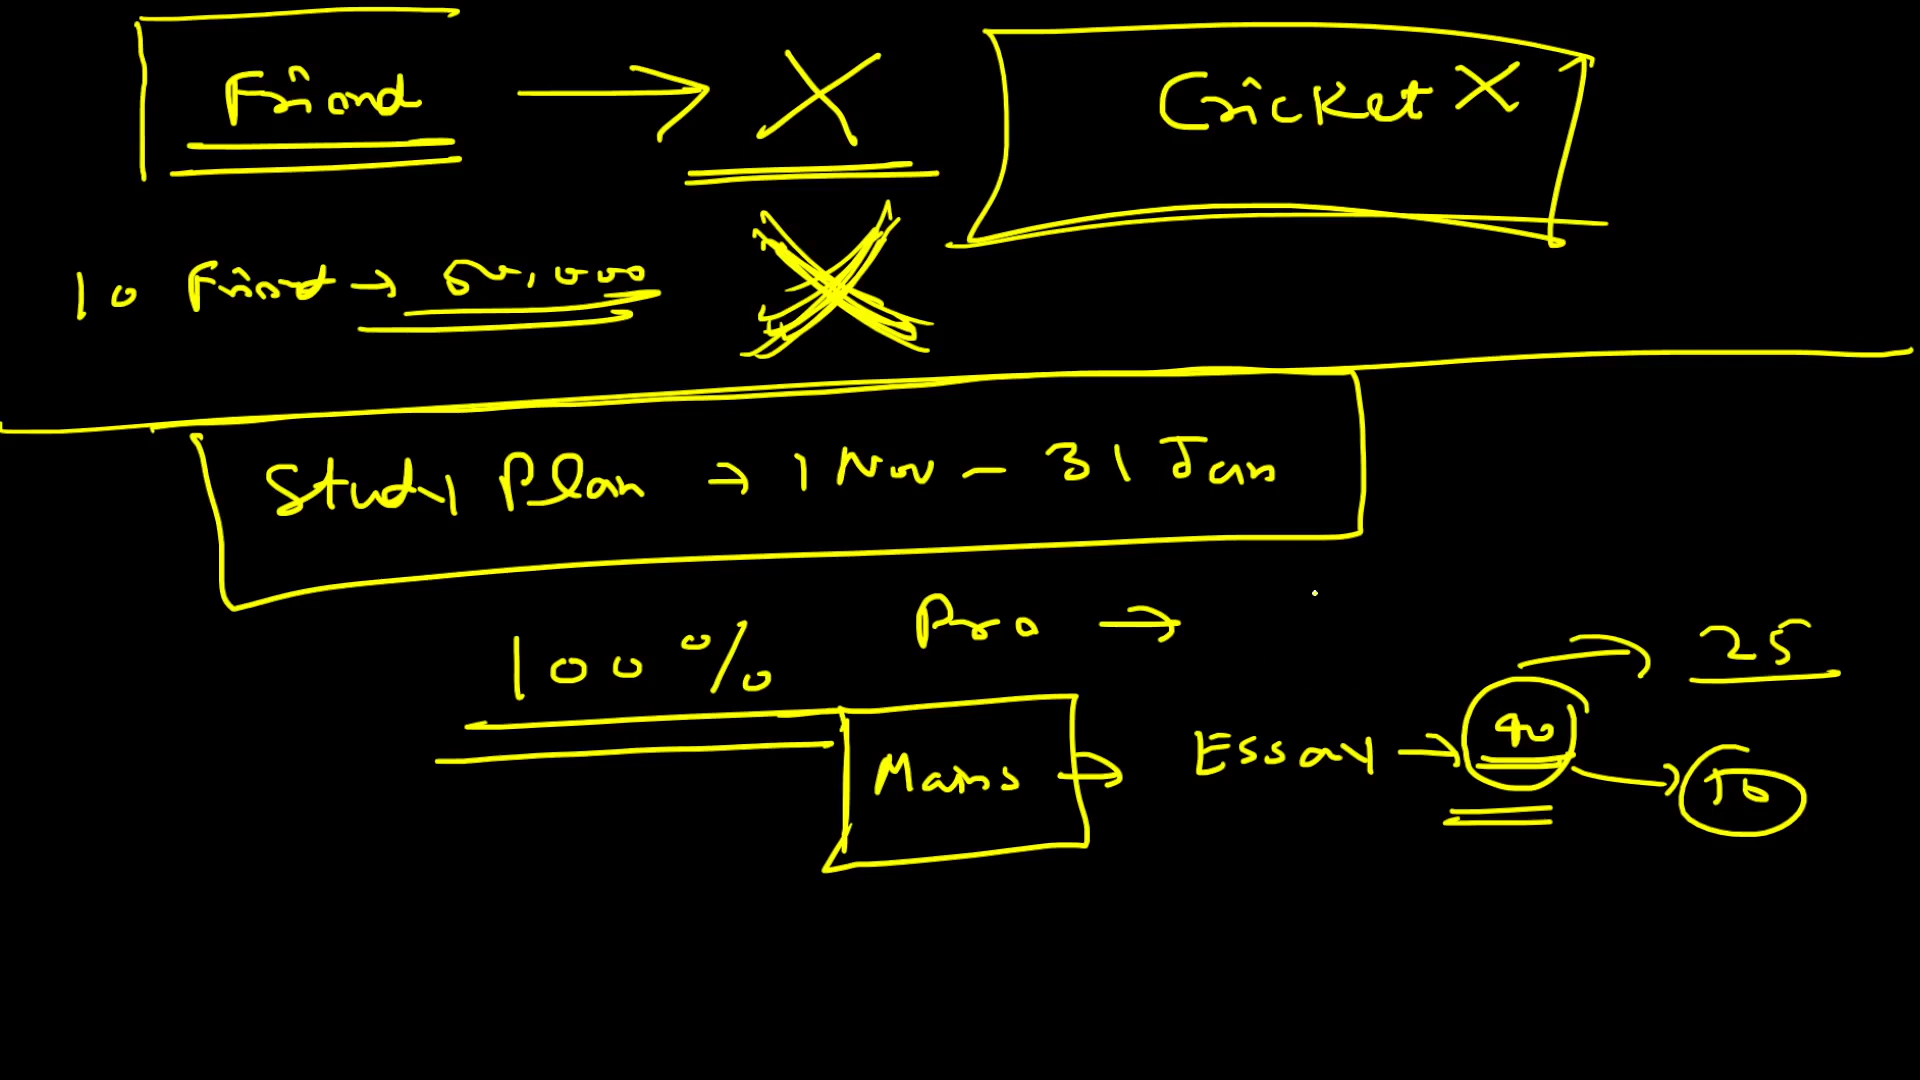 Friend → X
Cricket X
10 Friend → 50,000 X
Study Plan → 1 Nov - 31 Jan
100% Pro →
Mains → Essay → 40 → 25
→ 10